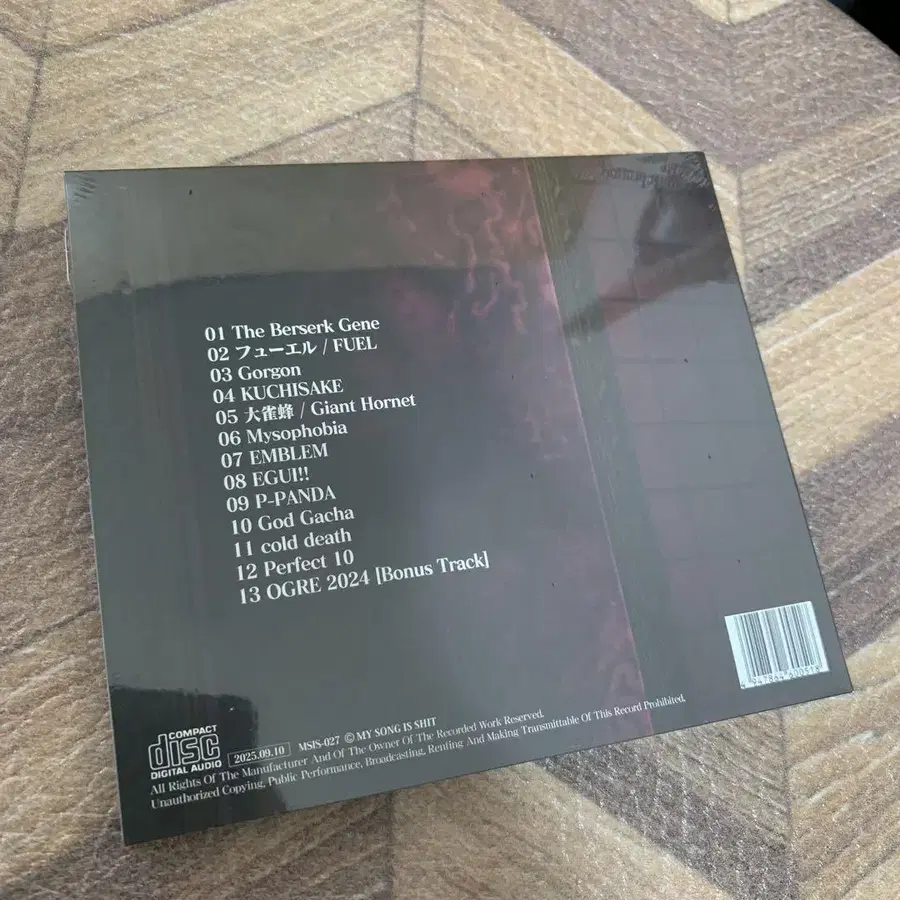 01 The Berserk Gene
02 フューエル / FUEL
03 Gorgon
04 KUCHISAKE
05 大雀蜂 / Giant Hornet
06 Mysophobia
07 EMBLEM
08 EGUI!!
09 P-PANDA
10 God Gacha
11 cold death
12 Perfect 10
13 OGRE 2024 [Bonus Track]
COMPACT
disc
DIGITAL AUDIO
2025.09.10 MSIS-027 © MY SONG IS SHIT
All Rights Of The Manufacturer And Of The Owner Of The Recorded Work Reserved.
Unauthorized Copying, Public Performance, Broadcasting, Renting And Making Transmittable Of This Record Prohibited.
4 947864 500518